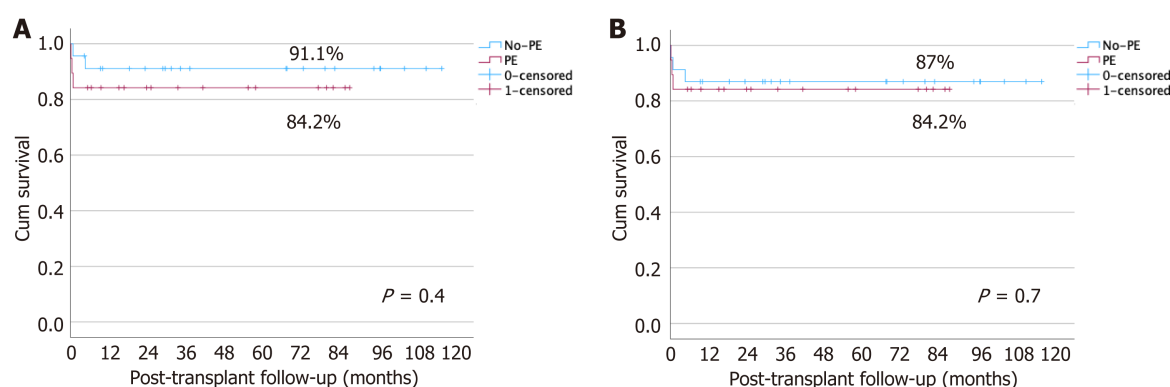 A
1.0
0.8
0.6
0.4
0.2
0.0
Cum survival
91.1%
84.2%
P = 0.4
0 12 24 36 48 60 72 84 96 108 120
Post-transplant follow-up (months)
No-PE
PE
0-censored
1-censored
B
1.0
0.8
0.6
0.4
0.2
0.0
Cum survival
87%
84.2%
P = 0.7
0 12 24 36 48 60 72 84 96 108 120
Post-transplant follow-up (months)
No-PE
PE
0-censored
1-censored